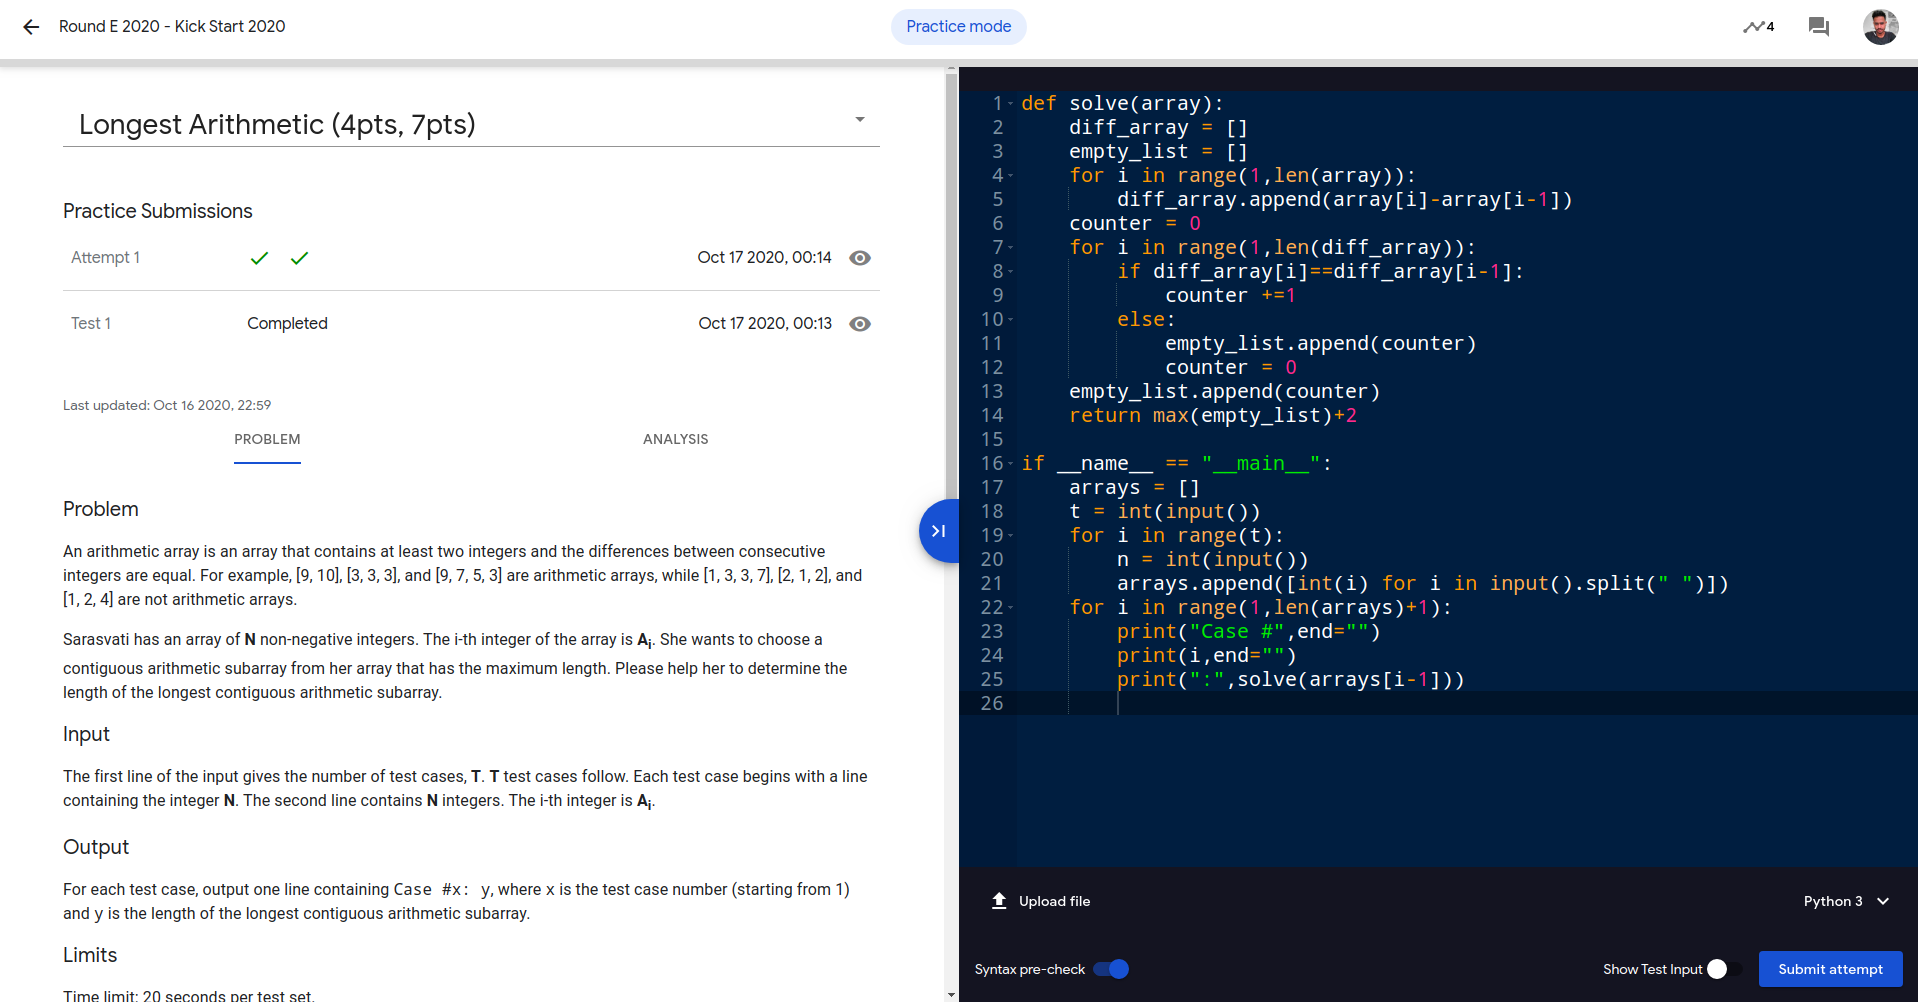 Round E 2020 - Kick Start 2020
Practice mode
4
Longest Arithmetic (4pts, 7pts)
Practice Submissions
Attempt 1
Oct 17 2020, 00:14
Test 1
Completed
Oct 17 2020, 00:13
Last updated: Oct 16 2020, 22:59
PROBLEM
ANALYSIS
Problem
An arithmetic array is an array that contains at least two integers and the differences between consecutive
integers are equal. For example, [9, 10], [3, 3, 3], and [9, 7, 5, 3] are arithmetic arrays, while [1, 3, 3, 7], [2, 1, 2], and
[1, 2, 4] are not arithmetic arrays.
Sarasvati has an array of N non-negative integers. The i-th integer of the array is Ai. She wants to choose a
contiguous arithmetic subarray from her array that has the maximum length. Please help her to determine the
length of the longest contiguous arithmetic subarray.
Input
The first line of the input gives the number of test cases, T. T test cases follow. Each test case begins with a line
containing the integer N. The second line contains N integers. The i-th integer is Ai.
Output
For each test case, output one line containing Case #x: y, where x is the test case number (starting from 1)
and y is the length of the longest contiguous arithmetic subarray.
Limits
Time limit: 20 seconds per test set.
1 def solve(array):
2     diff_array = []
3     empty_list = []
4     for i in range(1,len(array)):
5         diff_array.append(array[i]-array[i-1])
6     counter = 0
7     for i in range(1,len(diff_array)):
8         if diff_array[i]==diff_array[i-1]:
9             counter +=1
10         else:
11             empty_list.append(counter)
12             counter = 0
13     empty_list.append(counter)
14     return max(empty_list)+2
15
16 if __name__ == "__main__":
17     arrays = []
18     t = int(input())
19     for i in range(t):
20         n = int(input())
21         arrays.append([int(i) for i in input().split(" ")])
22     for i in range(1,len(arrays)+1):
23         print("Case #",end="")
24         print(i,end="")
25         print(":",solve(arrays[i-1]))
26
Upload file
Python 3
Syntax pre-check
Show Test Input
Submit attempt